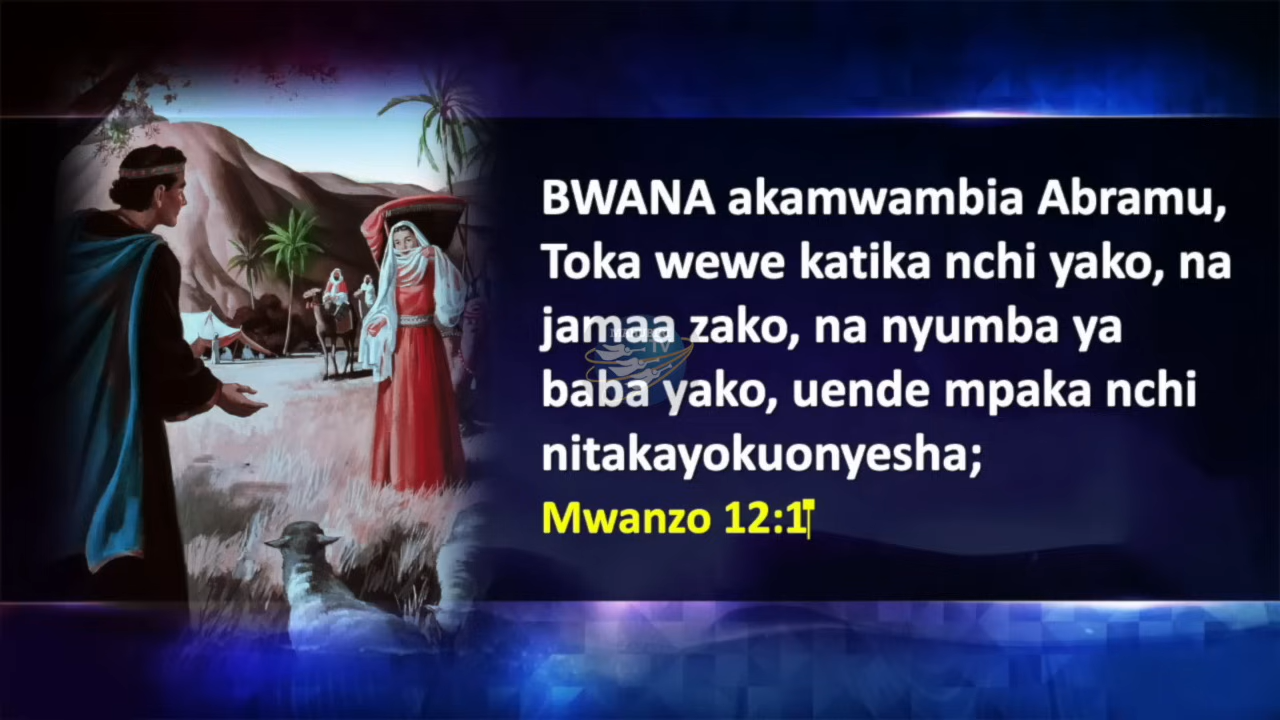 BWANA akamwambia Abramu,
Toka wewe katika nchi yako, na
jamaa zako, na nyumba ya
baba yako, uende mpaka nchi
nitakayokuonyesha;
Mwanzo 12:1
TV